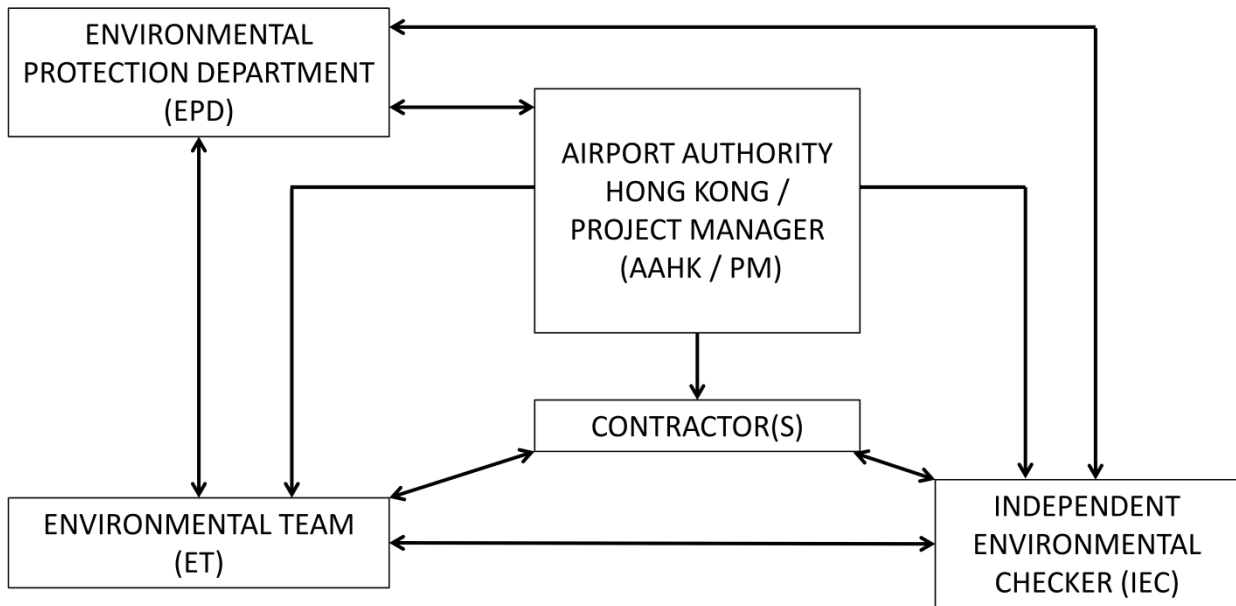 ENVIRONMENTAL
PROTECTION DEPARTMENT
(EPD)
AIRPORT AUTHORITY
HONG KONG /
PROJECT MANAGER
(AAHK / PM)
CONTRACTOR(S)
ENVIRONMENTAL TEAM
(ET)
INDEPENDENT
ENVIRONMENTAL
CHECKER (IEC)